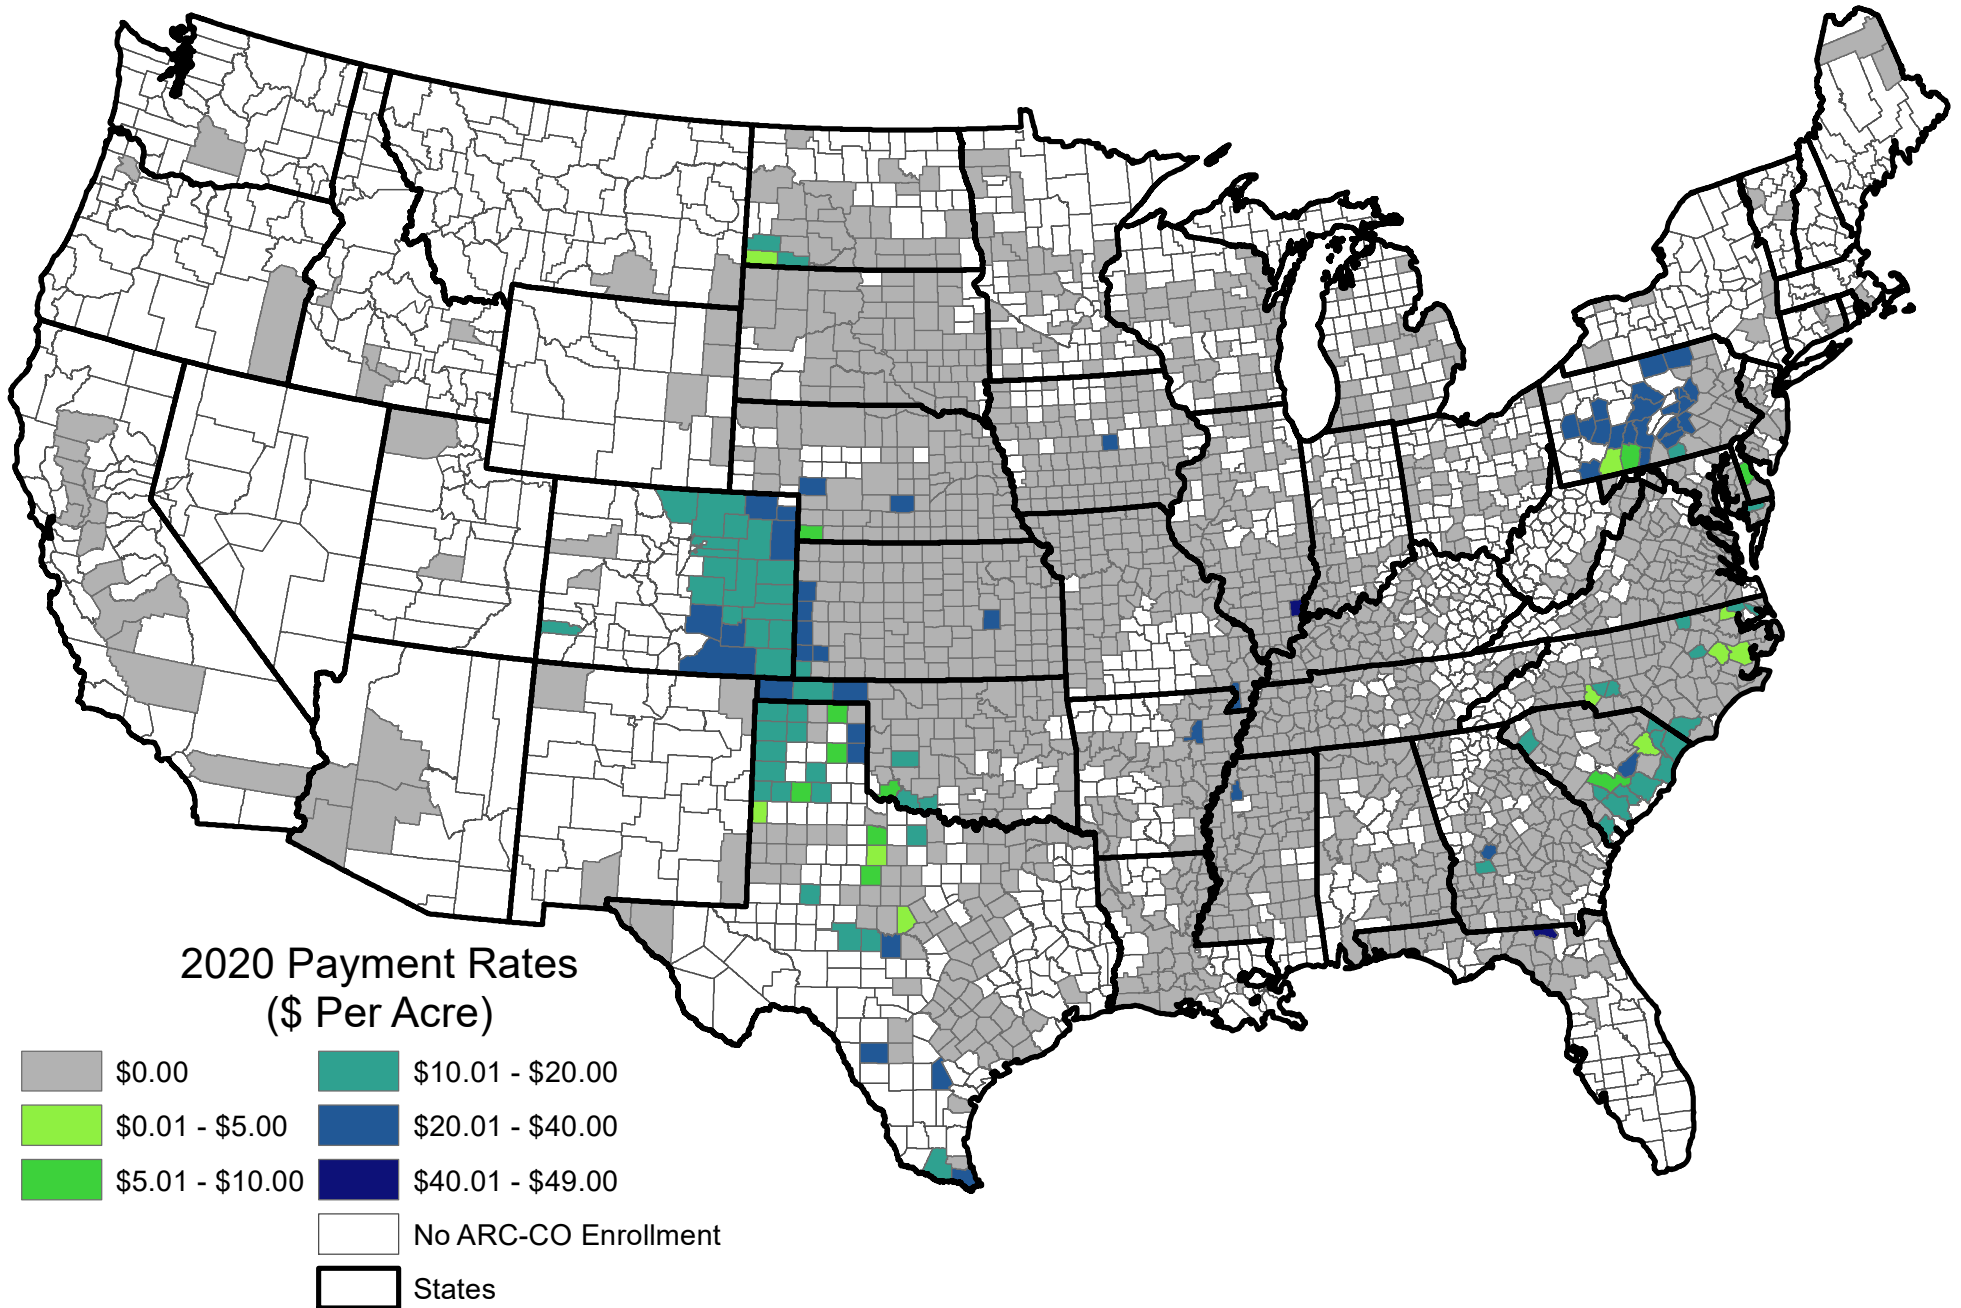 2020 Payment Rates
($ Per Acre)
$0.00
$0.01 - $5.00
$5.01 - $10.00
$10.01 - $20.00
$20.01 - $40.00
$40.01 - $49.00
No ARC-CO Enrollment
States